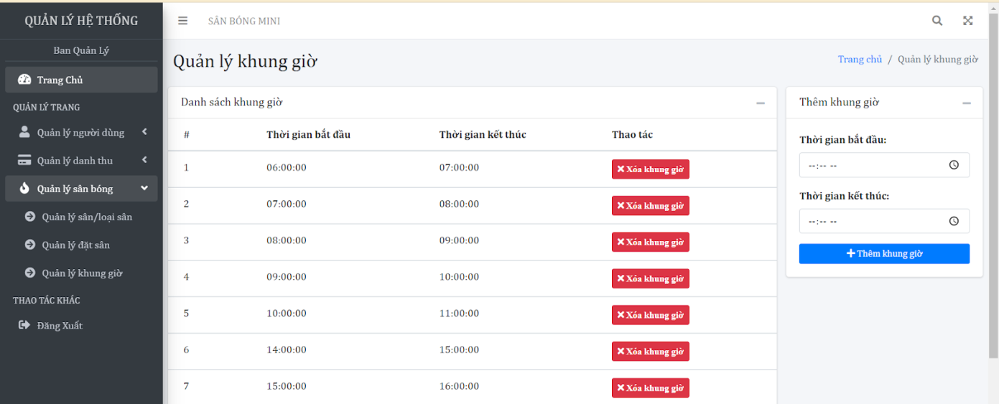 QUẢN LÝ HỆ THỐNG
Ban Quản Lý
Trang Chủ
QUẢN LÝ TRANG
Quản lý người dùng
Quản lý danh thu
Quản lý sân bóng
Quản lý sân/loại sân
Quản lý đặt sân
Quản lý khung giờ
THAO TÁC KHÁC
Đăng Xuất
SÂN BÓNG MINI
Quản lý khung giờ
Trang chủ / Quản lý khung giờ
Danh sách khung giờ
# Thời gian bắt đầu Thời gian kết thúc Thao tác
1 06:00:00 07:00:00 Xóa khung giờ
2 07:00:00 08:00:00 Xóa khung giờ
3 08:00:00 09:00:00 Xóa khung giờ
4 09:00:00 10:00:00 Xóa khung giờ
5 10:00:00 11:00:00 Xóa khung giờ
6 14:00:00 15:00:00 Xóa khung giờ
7 15:00:00 16:00:00 Xóa khung giờ
Thêm khung giờ
Thời gian bắt đầu:
--:-- --
Thời gian kết thúc:
--:-- --
Thêm khung giờ